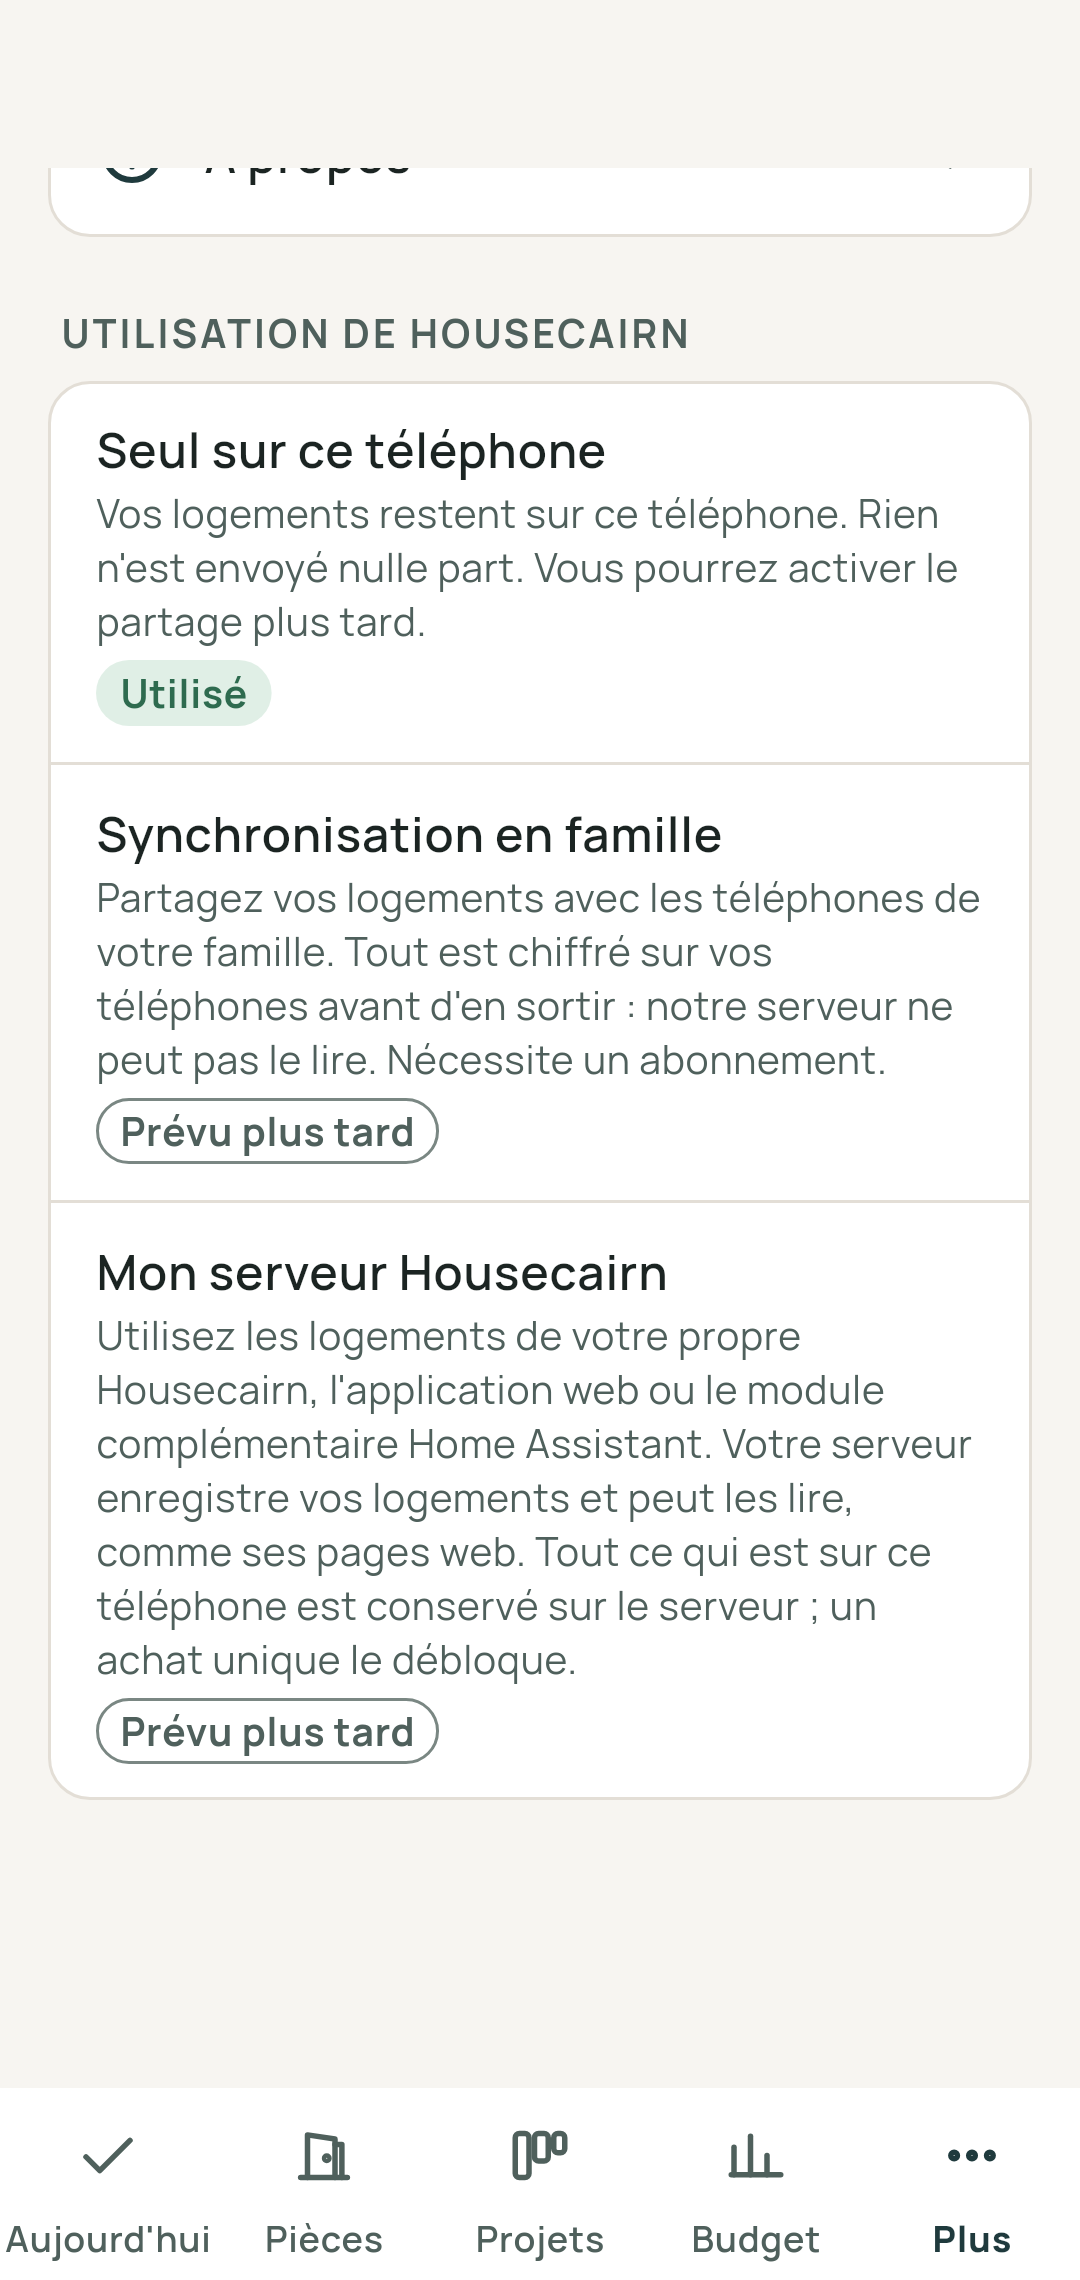 À propos
UTILISATION DE HOUSECAIRN
Seul sur ce téléphone
Vos logements restent sur ce téléphone. Rien
n'est envoyé nulle part. Vous pourrez activer le
partage plus tard.
Utilisé
Synchronisation en famille
Partagez vos logements avec les téléphones de
votre famille. Tout est chiffré sur vos
téléphones avant d'en sortir : notre serveur ne
peut pas le lire. Nécessite un abonnement.
Prévu plus tard
Mon serveur Housecairn
Utilisez les logements de votre propre
Housecairn, l'application web ou le module
complémentaire Home Assistant. Votre serveur
enregistre vos logements et peut les lire,
comme ses pages web. Tout ce qui est sur ce
téléphone est conservé sur le serveur ; un
achat unique le débloque.
Prévu plus tard
Aujourd'hui
Pièces
Projets
Budget
Plus